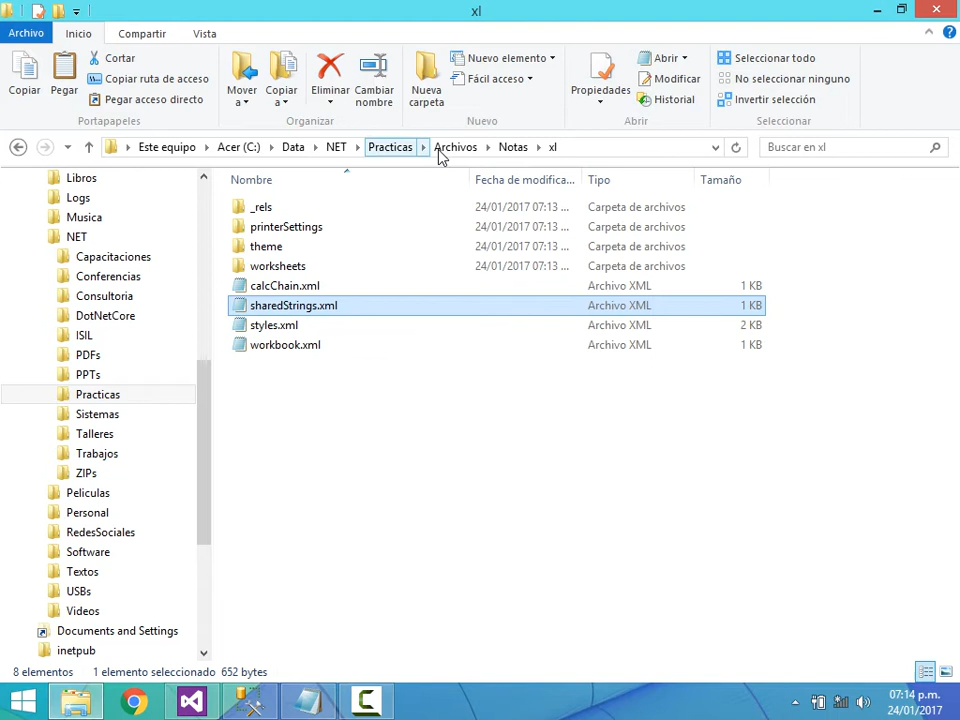 xl
Archivo Inicio Compartir Vista
Copiar
Pegar
Cortar
Copiar ruta de acceso
Pegar acceso directo
Portapapeles
Mover a
Copiar a
Eliminar
Cambiar nombre
Organizar
Nueva carpeta
Nuevo elemento
Fácil acceso
Nuevo
Propiedades
Abrir
Modificar
Historial
Abrir
Seleccionar todo
No seleccionar ninguno
Invertir selección
Seleccionar
Este equipo Acer (C:) Data NET Practicas Archivos Notas xl
Buscar en xl
Libros
Logs
Musica
NET
Capacitaciones
Conferencias
Consultoria
DotNetCore
ISIL
PDFs
PPTs
Practicas
Sistemas
Talleres
Trabajos
ZIPs
Peliculas
Personal
RedesSociales
Software
Textos
USBs
Videos
Documents and Settings
inetpub
Nombre Fecha de modifica... Tipo Tamaño
_rels 24/01/2017 07:13 ... Carpeta de archivos
printerSettings 24/01/2017 07:13 ... Carpeta de archivos
theme 24/01/2017 07:13 ... Carpeta de archivos
worksheets 24/01/2017 07:13 ... Carpeta de archivos
calcChain.xml Archivo XML 1 KB
sharedStrings.xml Archivo XML 1 KB
styles.xml Archivo XML 2 KB
workbook.xml Archivo XML 1 KB
8 elementos 1 elemento seleccionado 652 bytes
07:14 p.m.
24/01/2017